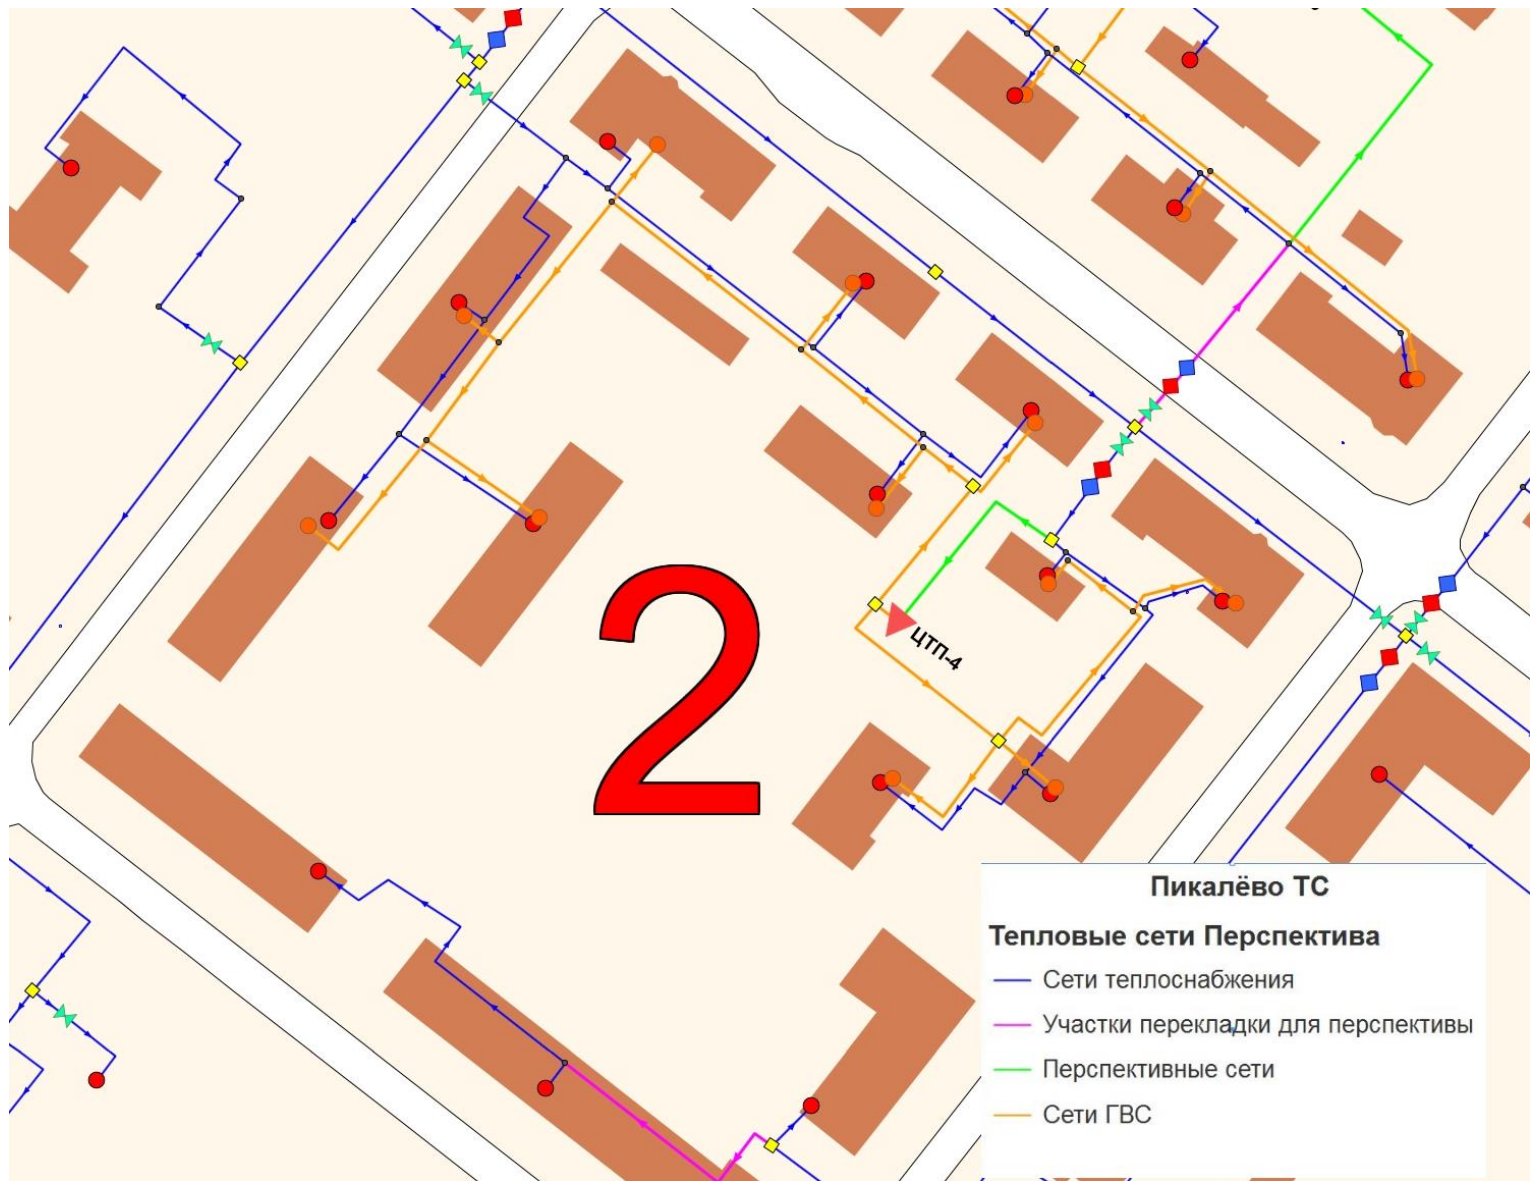 2
ЦТП-4
Пикалёво ТС
Тепловые сети Перспектива
Сети теплоснабжения
Участки перекладки для перспективы
Перспективные сети
Сети ГВС